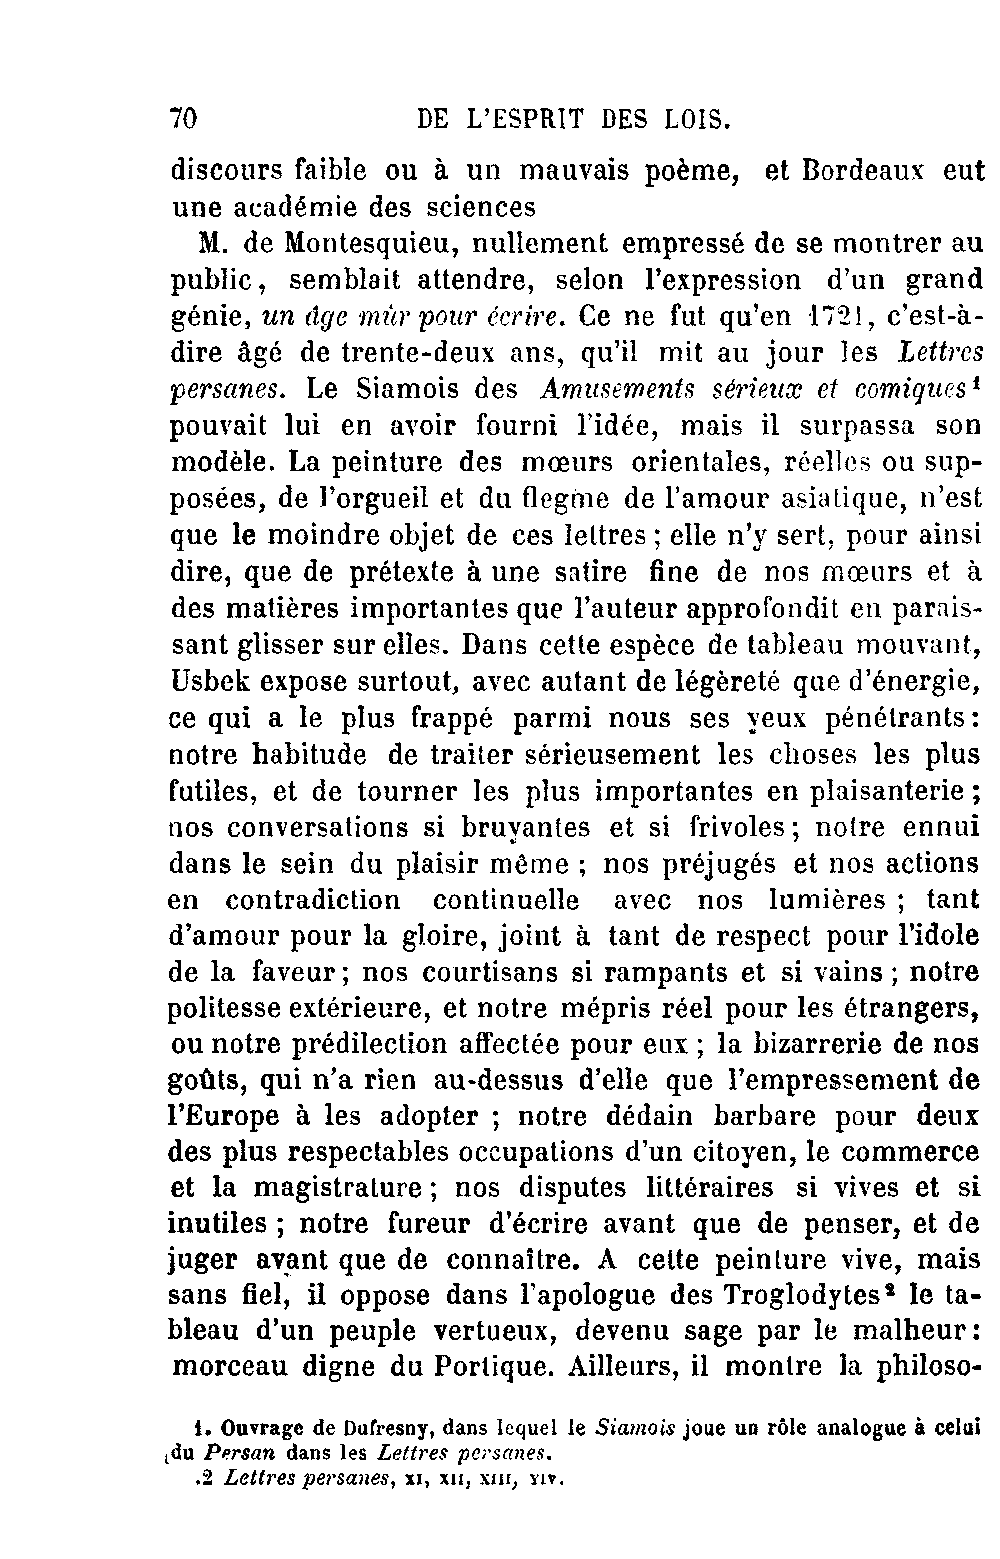 70 DE L'ESPRIT DES LOIS.
discours faible ou à un mauvais poème, et Bordeaux eut
une académie des sciences
M. de Montesquieu, nullement empressé de se montrer au
public, semblait attendre, selon l'expression d'un grand
génie, un âge mûr pour écrire. Ce ne fut qu'en 1721, c'est-à-
dire âgé de trente-deux ans, qu'il mit au jour les Lettres
persanes. Le Siamois des Amusements sérieux et comiques¹
pouvait lui en avoir fourni l'idée, mais il surpassa son
modèle. La peinture des mœurs orientales, réelles ou sup-
posées, de l'orgueil et du flegme de l'amour asiatique, n'est
que le moindre objet de ces lettres ; elle n'y sert, pour ainsi
dire, que de prétexte à une satire fine de nos mœurs et à
des matières importantes que l'auteur approfondit en parais-
sant glisser sur elles. Dans cette espèce de tableau mouvant,
Usbek expose surtout, avec autant de légèreté que d'énergie,
ce qui a le plus frappé parmi nous ses yeux pénétrants :
notre habitude de traiter sérieusement les choses les plus
futiles, et de tourner les plus importantes en plaisanterie ;
nos conversations si bruyantes et si frivoles ; notre ennui
dans le sein du plaisir même ; nos préjugés et nos actions
en contradiction continuelle avec nos lumières ; tant
d'amour pour la gloire, joint à tant de respect pour l'idole
de la faveur ; nos courtisans si rampants et si vains ; notre
politesse extérieure, et notre mépris réel pour les étrangers,
ou notre prédilection affectée pour eux ; la bizarrerie de nos
goûts, qui n'a rien au-dessus d'elle que l'empressement de
l'Europe à les adopter ; notre dédain barbare pour deux
des plus respectables occupations d'un citoyen, le commerce
et la magistrature ; nos disputes littéraires si vives et si
inutiles ; notre fureur d'écrire avant que de penser, et de
juger avant que de connaître. A cette peinture vive, mais
sans fiel, il oppose dans l'apologue des Troglodytes² le ta-
bleau d'un peuple vertueux, devenu sage par le malheur :
morceau digne du Portique. Ailleurs, il montre la philoso-
1. Ouvrage de Dufresny, dans lequel le Siamois joue un rôle analogue à celui
du Persan dans les Lettres persanes.
.2 Lettres persanes, XI, XII, XIII, XIV.